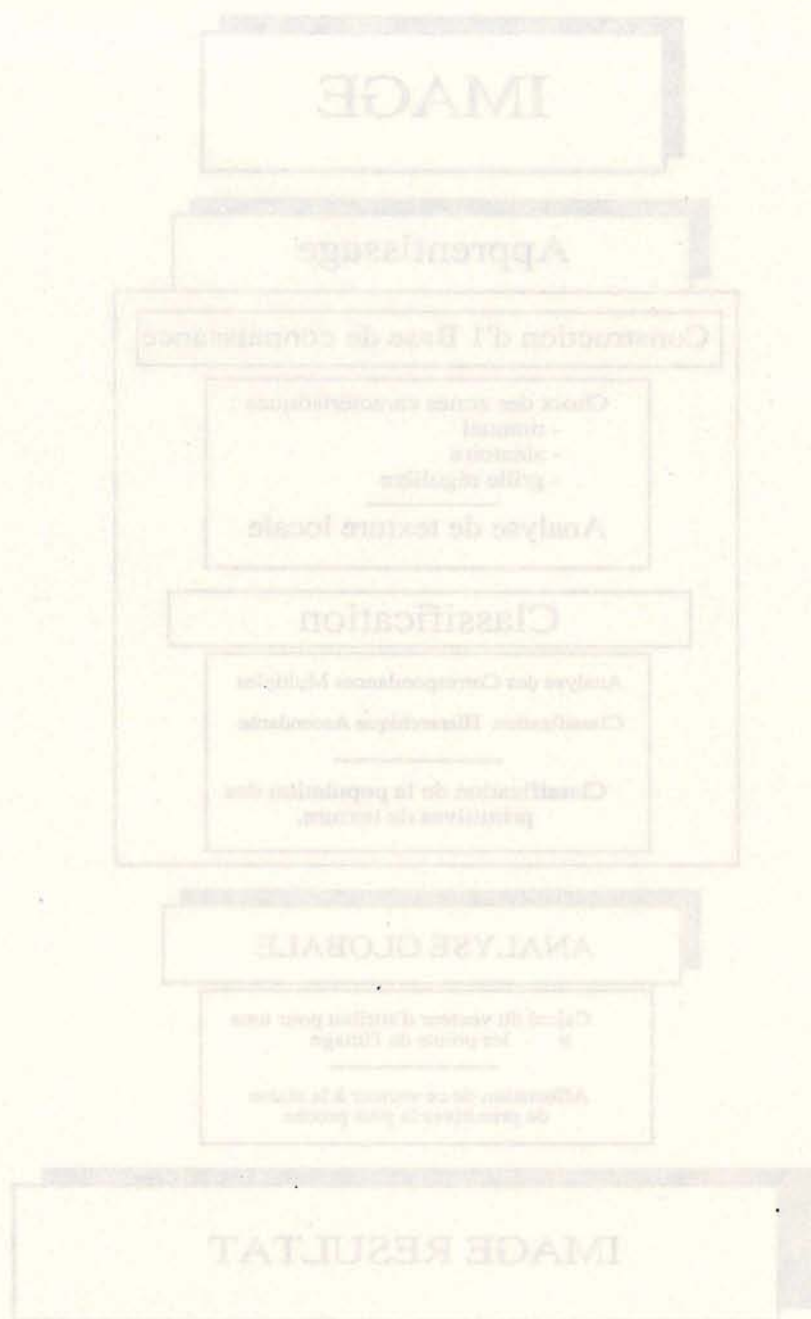 IMAGE
Apprentissage
Construction d'1 Base de connaissance
Choix des zones caractéristiques :
- manuel
- aléatoire
- grille régulière
Analyse de texture locale
Classification
Analyse des Correspondances Multiples
Classification Hiérarchique Ascendante
Classification de la population des
primitives de texture.
ANALYSE GLOBALE
Calcul du vecteur d'attribut pour tous
les points de l'image
Affectation de ce vecteur à la classe
de primitives la plus proche
IMAGE RESULTAT